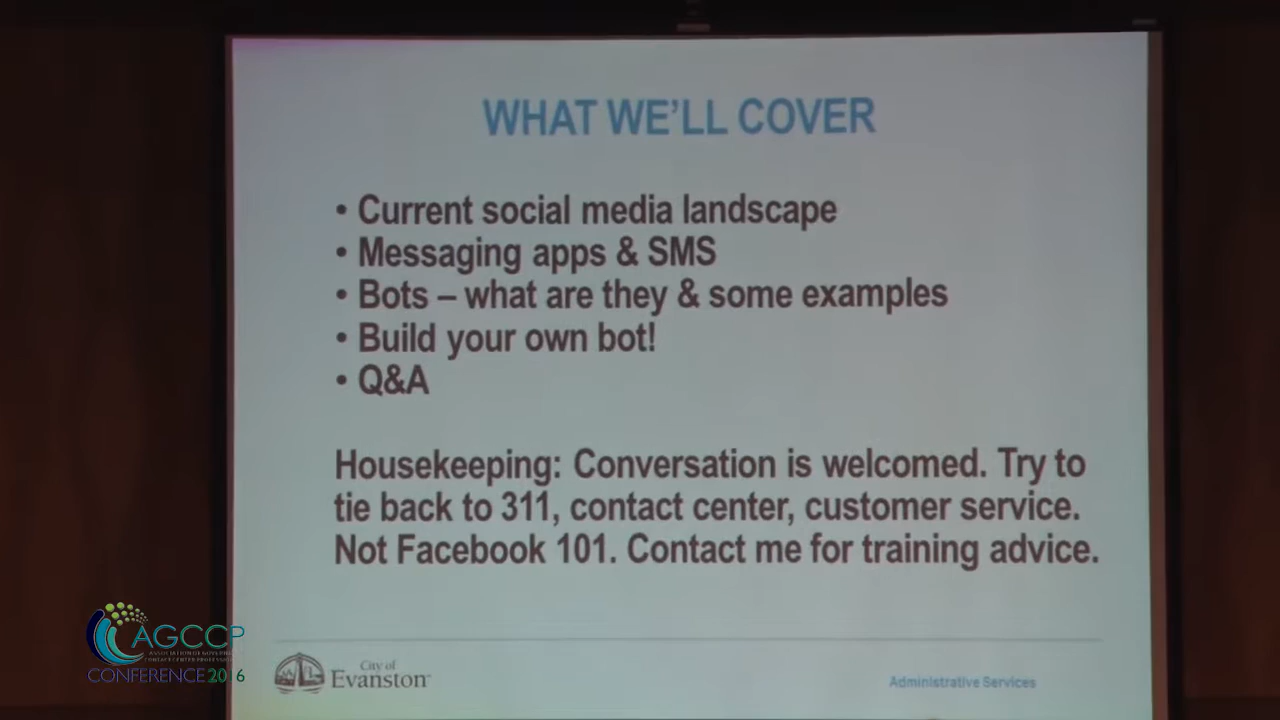 WHAT WE'LL COVER
• Current social media landscape
• Messaging apps & SMS
• Bots – what are they & some examples
• Build your own bot!
• Q&A
Housekeeping: Conversation is welcomed. Try to
tie back to 311, contact center, customer service.
Not Facebook 101. Contact me for training advice.
AGCCP
CONFERENCE 2016
City of
Evanston
Administrative Services